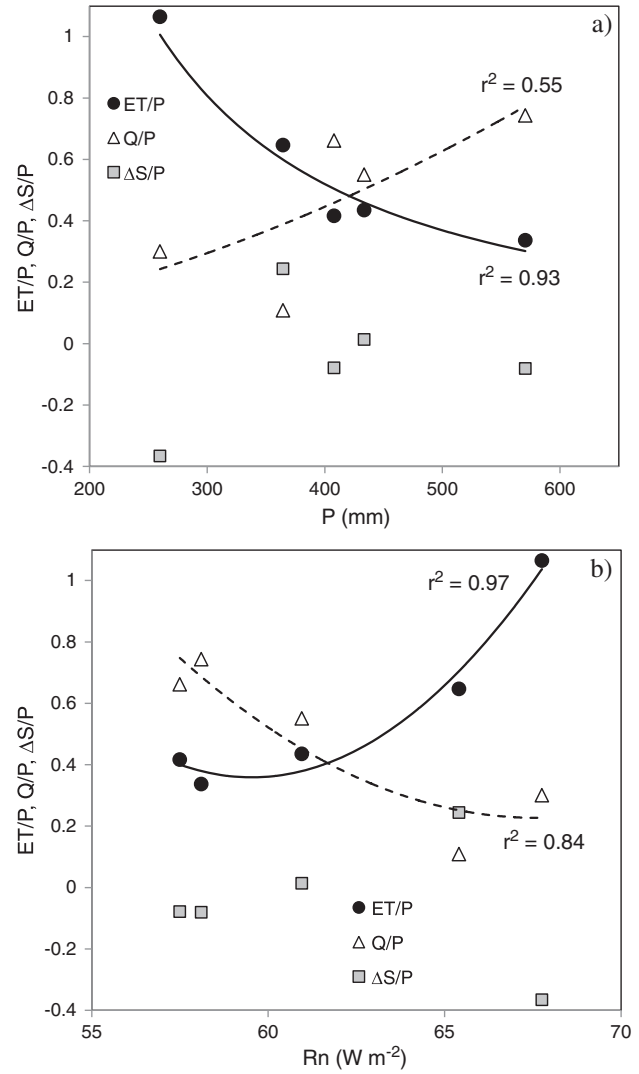 a)
1
0.8
0.6
0.4
0.2
0
-0.2
-0.4
ET/P, Q/P, ΔS/P
ET/P
Q/P
ΔS/P
r² = 0.55
r² = 0.93
200
300
400
500
600
P (mm)
b)
1
0.8
0.6
0.4
0.2
0
-0.2
-0.4
ET/P, Q/P, ΔS/P
r² = 0.97
r² = 0.84
ET/P
Q/P
ΔS/P
55
60
65
70
Rn (W m⁻²)